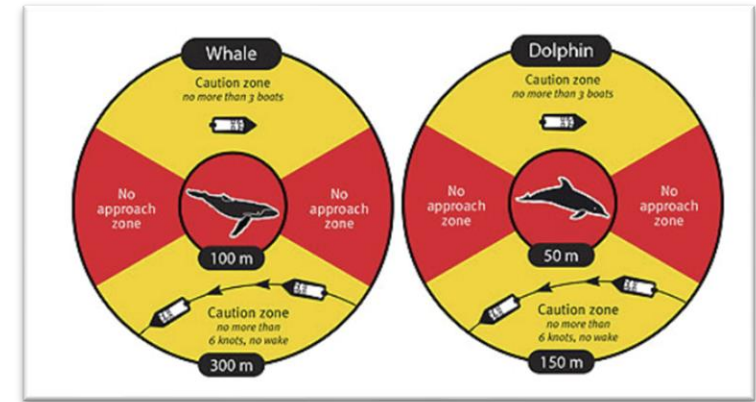 Whale
Caution zone
no more than 3 boats
No
approach
zone
No
approach
zone
100 m
Caution zone
no more than
6 knots, no wake
300 m
Dolphin
Caution zone
no more than 3 boats
No
approach
zone
No
approach
zone
50 m
Caution zone
no more than
6 knots, no wake
150 m